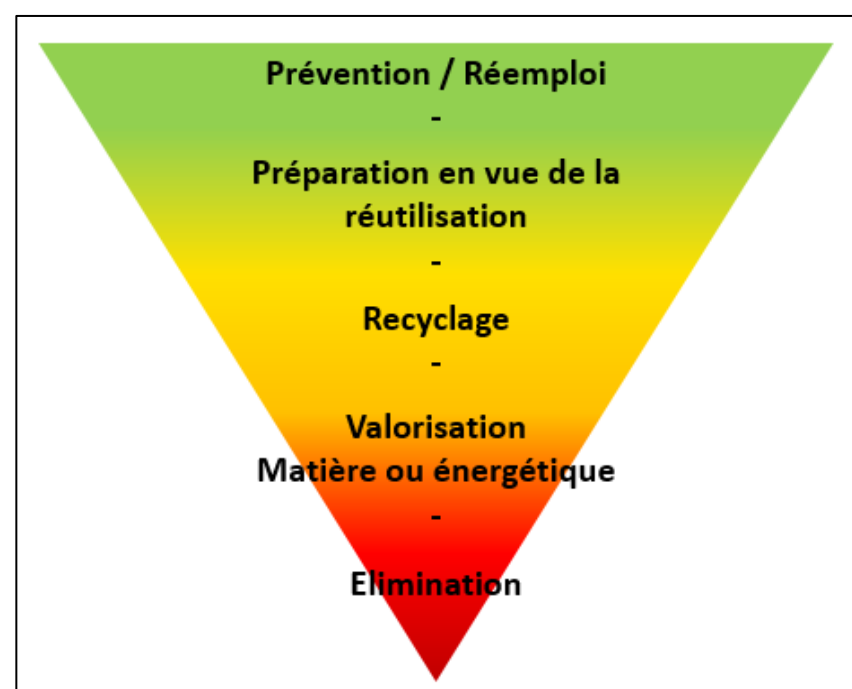 Prévention / Réemploi
-
Préparation en vue de la
réutilisation
-
Recyclage
-
Valorisation
Matière ou énergétique
-
Elimination